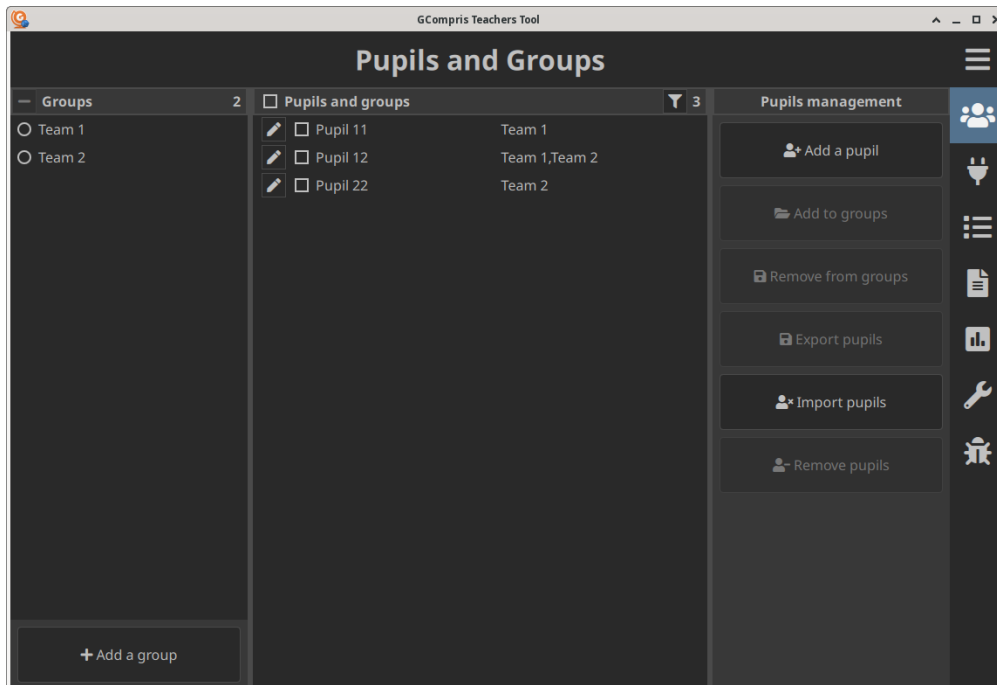 GCompris Teachers Tool
Pupils and Groups
Groups 2
Pupils and groups 3
Pupils management
Team 1
Team 2
Pupil 11 Team 1
Pupil 12 Team 1,Team 2
Pupil 22 Team 2
Add a pupil
Add to groups
Remove from groups
Export pupils
Import pupils
Remove pupils
Add a group